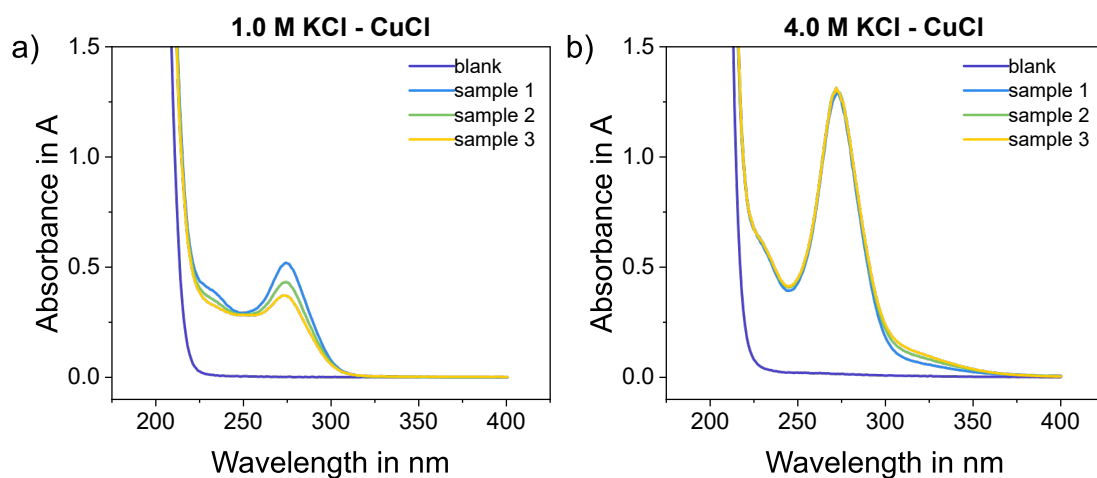 a)
1.0 M KCl - CuCl
Absorbance in A
1.5
1.0
0.5
0.0
blank
sample 1
sample 2
sample 3
200 250 300 350 400
Wavelength in nm
b)
4.0 M KCl - CuCl
Absorbance in A
1.5
1.0
0.5
0.0
blank
sample 1
sample 2
sample 3
200 250 300 350 400
Wavelength in nm